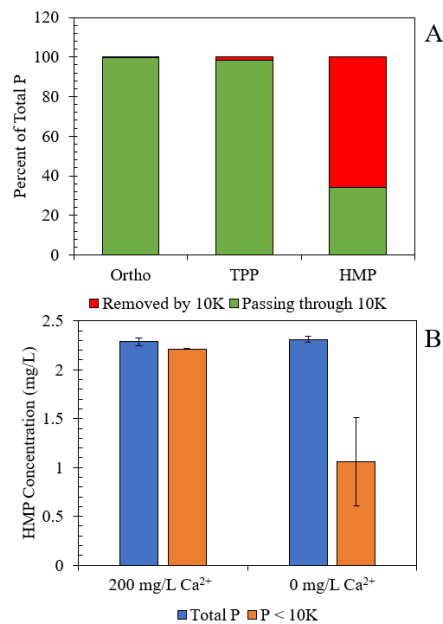 A
Percent of Total P
120
100
80
60
40
20
0
Ortho TPP HMP
Removed by 10K Passing through 10K
B
HMP Concentration (mg/L)
2.5
2
1.5
1
0.5
0
200 mg/L Ca²⁺ 0 mg/L Ca²⁺
Total P P < 10K